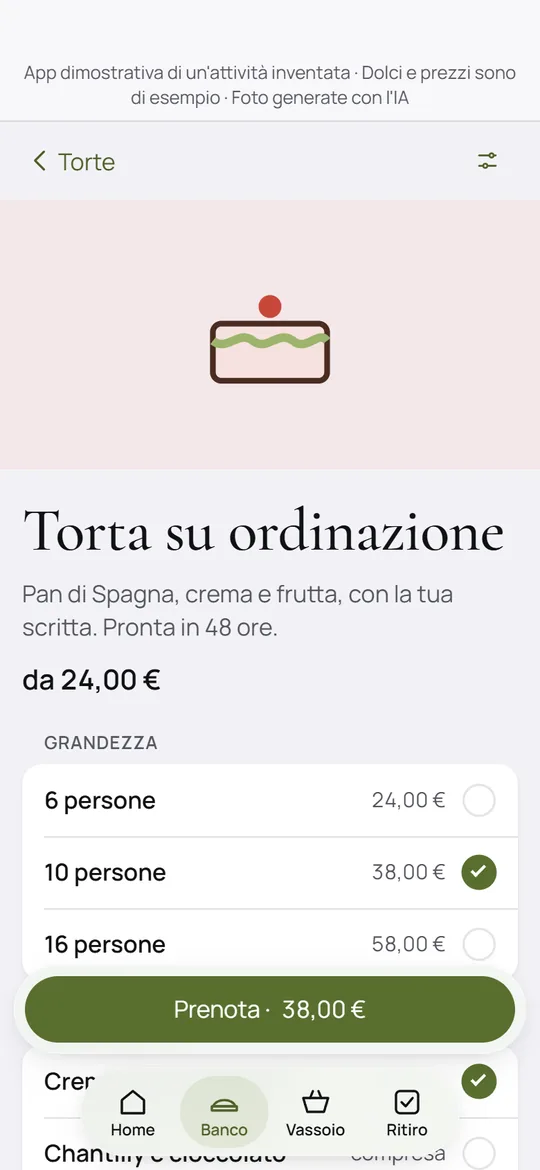 App dimostrativa di un'attività inventata · Dolci e prezzi sono
di esempio · Foto generate con l'IA
Torte
Torta su ordinazione
Pan di Spagna, crema e frutta, con la tua
scritta. Pronta in 48 ore.
da 24,00 €
GRANDEZZA
6 persone 24,00 €
10 persone 38,00 €
16 persone 58,00 €
Prenota · 38,00 €
Home Banco Vassoio Ritiro
Chantilly e cioccolato compresa